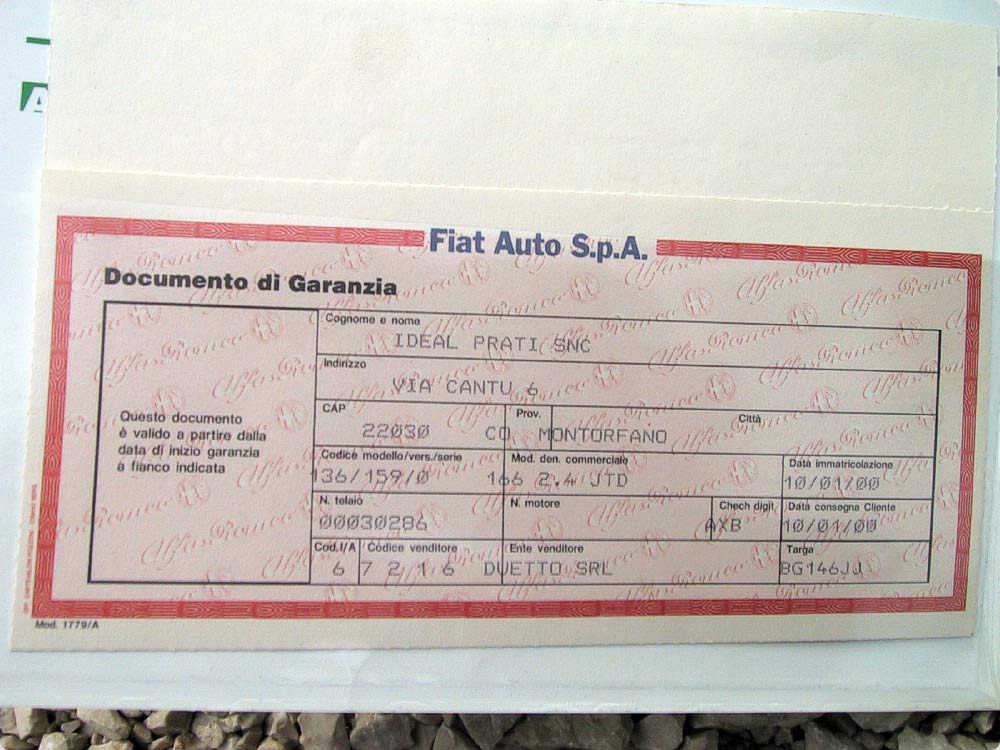 Fiat Auto S.p.A.
Documento di Garanzia
Cognome e nome
IDEAL PRATI SNC
Indirizzo
VIA CANTU 6
CAP Prov. Città
22030 CO MONTORFANO
Questo documento
è valido a partire dalla
data di inizio garanzia
a fianco indicata
Codice modello/vers./serie Mod. den. commerciale Data immatricolazione
136/159/0 166 2.4 JTD 10/01/00
N. telaio N. motore Chech digit Data consegna Cliente
00030286 AXB 10/01/00
Cod.I/A Codice venditore Ente venditore Targa
6 7 2 1 6 DUETTO SRL BG146JJ
Mod. 1779/A
Alfa Romeo